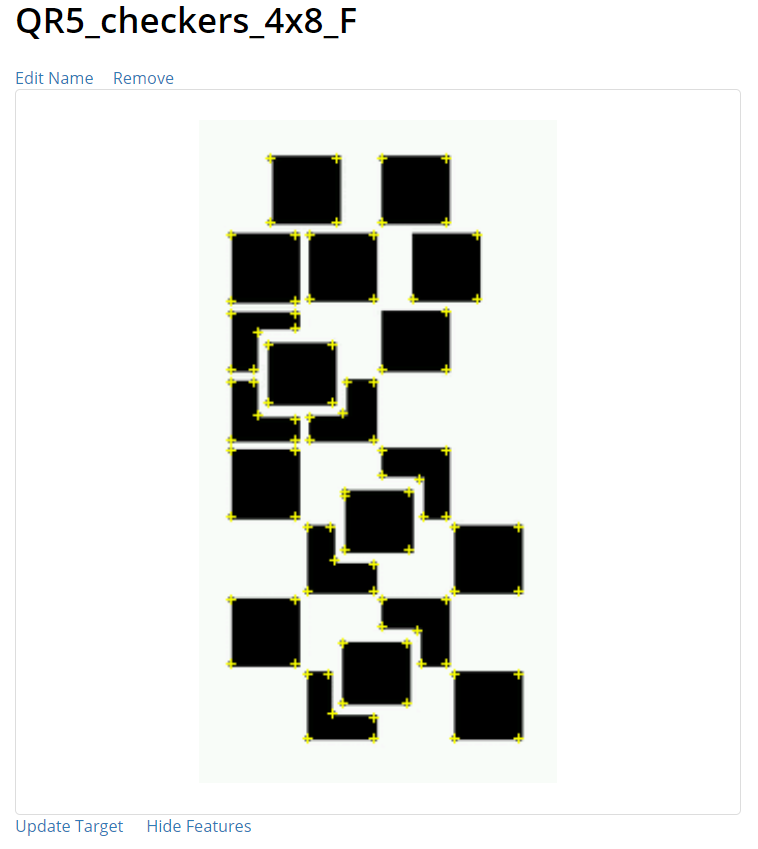 QR5_checkers_4x8_F
Edit Name Remove
Update Target Hide Features